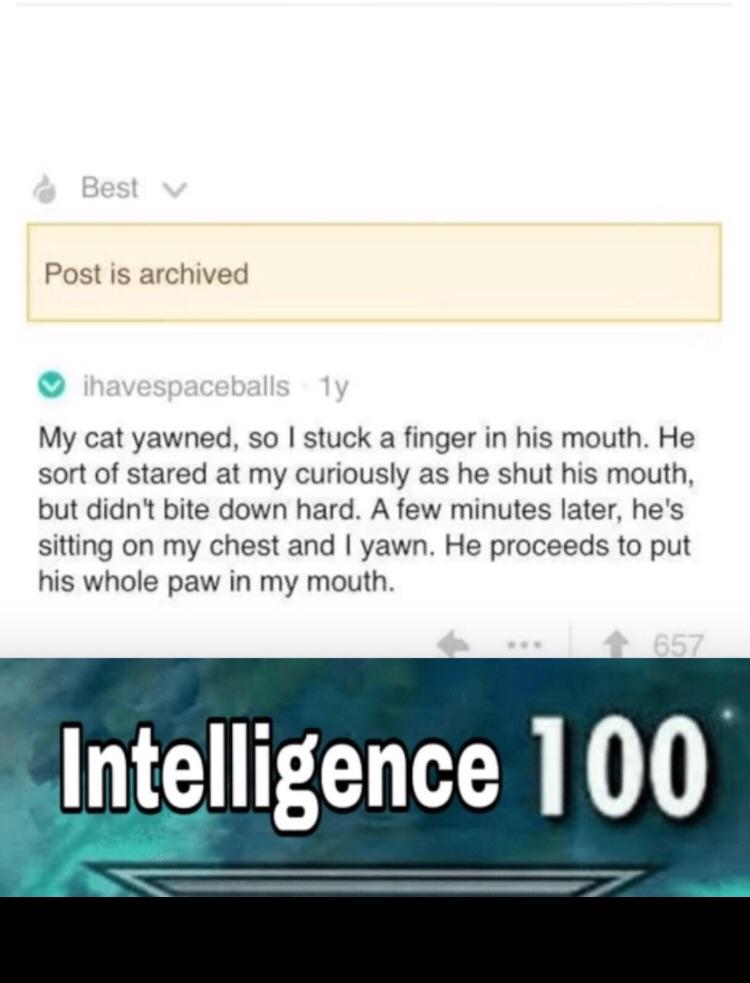 Best
Post is archived
ihavespaceballs · 1y
My cat yawned, so I stuck a finger in his mouth. He
sort of stared at my curiously as he shut his mouth,
but didn't bite down hard. A few minutes later, he's
sitting on my chest and I yawn. He proceeds to put
his whole paw in my mouth.
657
Intelligence 100